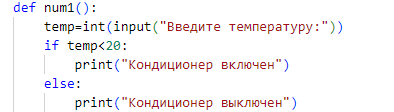 def num1():
    temp=int(input("Введите температуру:"))
    if temp<20:
        print("Кондиционер включен")
    else:
        print("Кондиционер выключен")